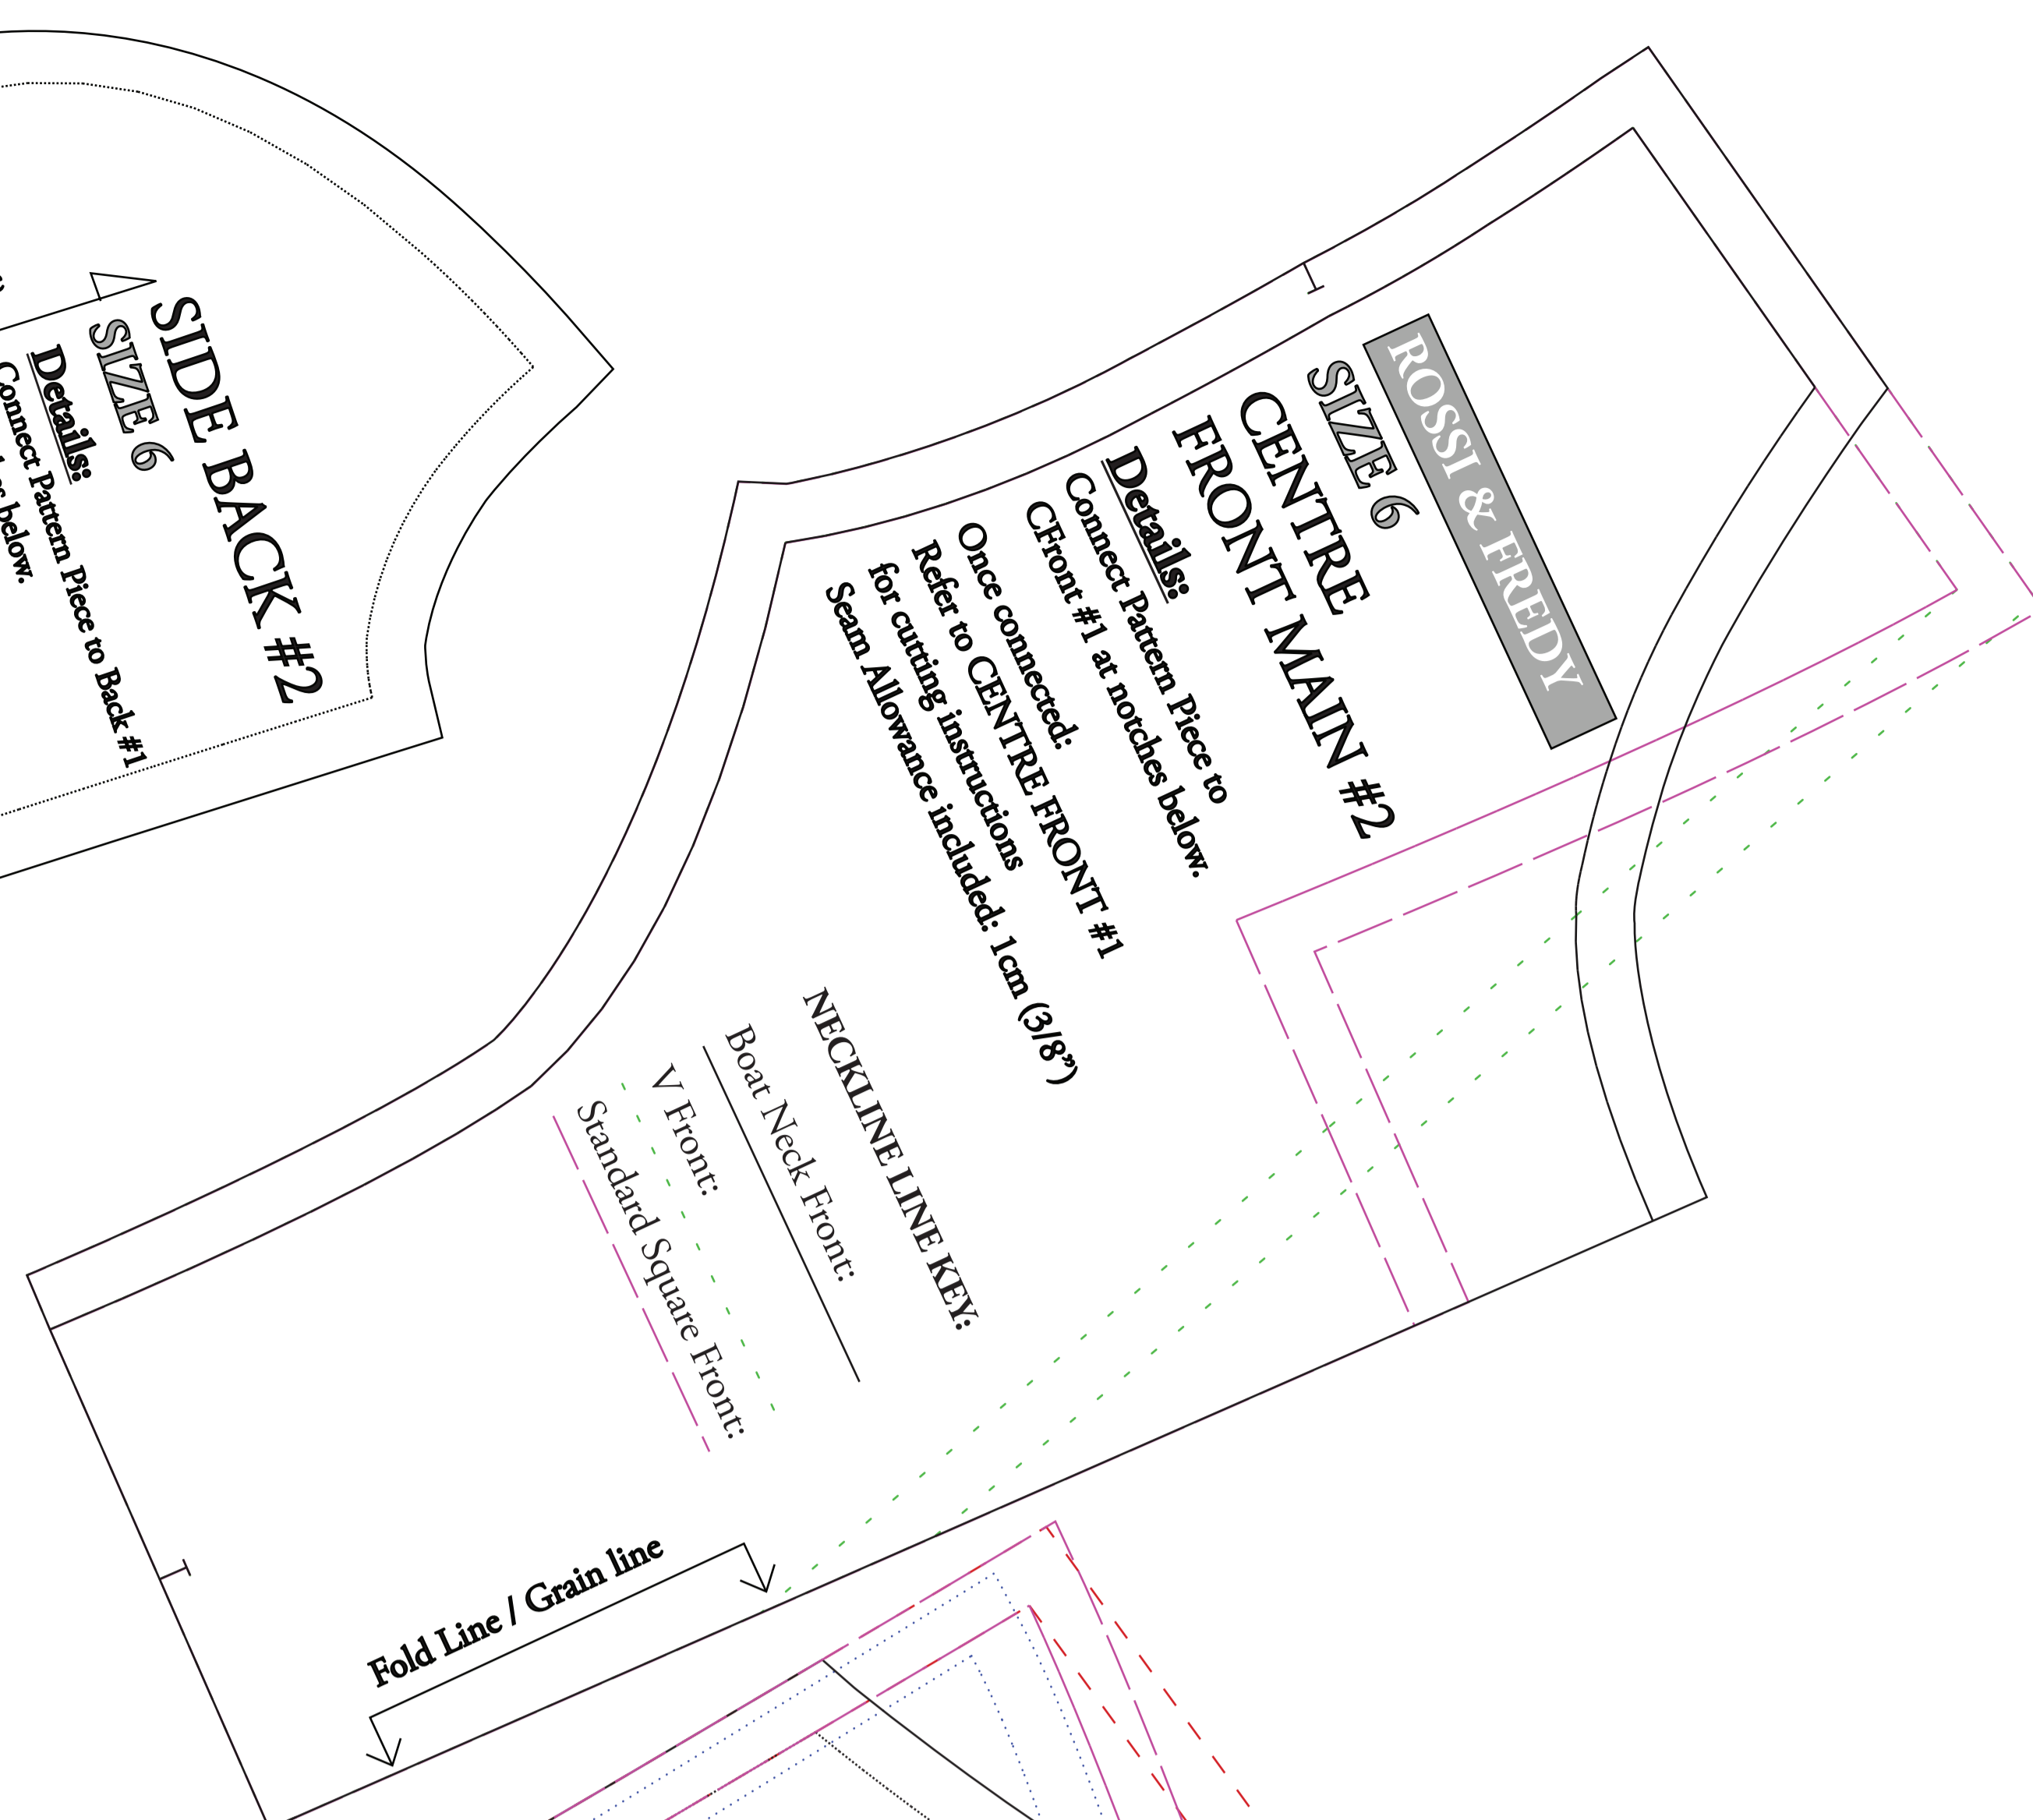 SIDE BACK #2
SIZE 6
Details:
Connect Pattern Piece to Back #1
below.
ROSSI & FREDY
SIZE 6
CENTRE
FRONT MAIN #2
Details:
Connect Pattern Piece to
CFront #1 at notches below.
Once connected:
Refer to CENTRE FRONT #1
for cutting instructions
Seam Allowance included: 1cm (3/8”)
NECKLINE LINE KEY:
Boat Neck Front:
V Front:
Standard Square Front:
Fold Line / Grain line